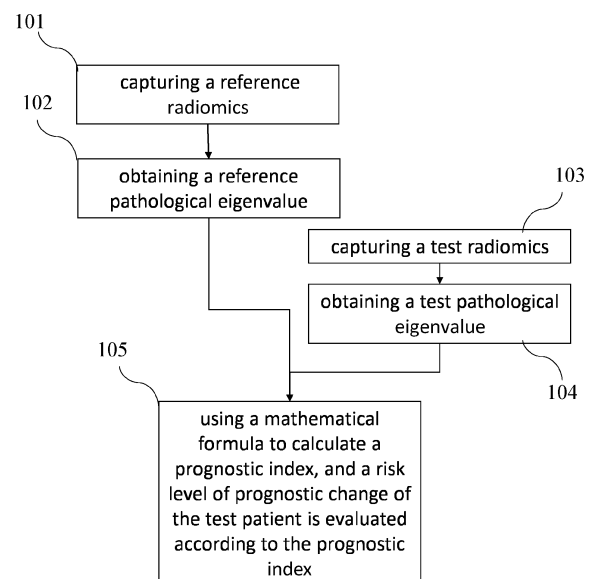 101
capturing a reference
radiomics
102
obtaining a reference
pathological eigenvalue
103
capturing a test radiomics
obtaining a test pathological
eigenvalue
104
105
using a mathematical
formula to calculate a
prognostic index, and a risk
level of prognostic change of
the test patient is evaluated
according to the prognostic
index